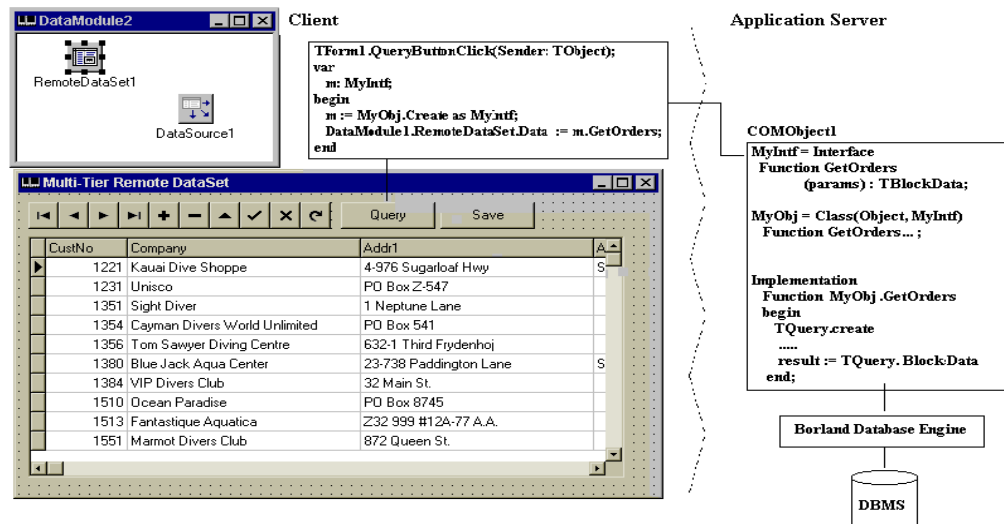 DataModule2
RemoteDataSet1
DataSource1
Client
Application Server
TForm1.QueryButtonClick(Sender: TObject);
var
m: MyIntf;
begin
m := MyObj.Create as MyIntf;
DataModule1.RemoteDataSet.Data := m.GetOrders;
end
Multi-Tier Remote DataSet
Query Save
CustNo Company Addr1 A
1221 Kauai Dive Shoppe 4-976 Sugarloaf Hwy S
1231 Unisco PO Box Z-547
1351 Sight Diver 1 Neptune Lane
1354 Cayman Divers World Unlimited PO Box 541
1356 Tom Sawyer Diving Centre 632-1 Third Frydenhoj
1380 Blue Jack Aqua Center 23-738 Paddington Lane S
1384 VIP Divers Club 32 Main St.
1510 Ocean Paradise PO Box 8745
1513 Fantastique Aquatica Z32 999 #12A-77 A.A.
1551 Marmot Divers Club 872 Queen St.
COMObject1
MyIntf = Interface
Function GetOrders
(params) : TBlockData;
MyObj = Class(Object, MyIntf)
Function GetOrders... ;
Implementation
Function MyObj.GetOrders
begin
TQuery.create
.....
result := TQuery. BlockData
end;
Borland Database Engine
DBMS